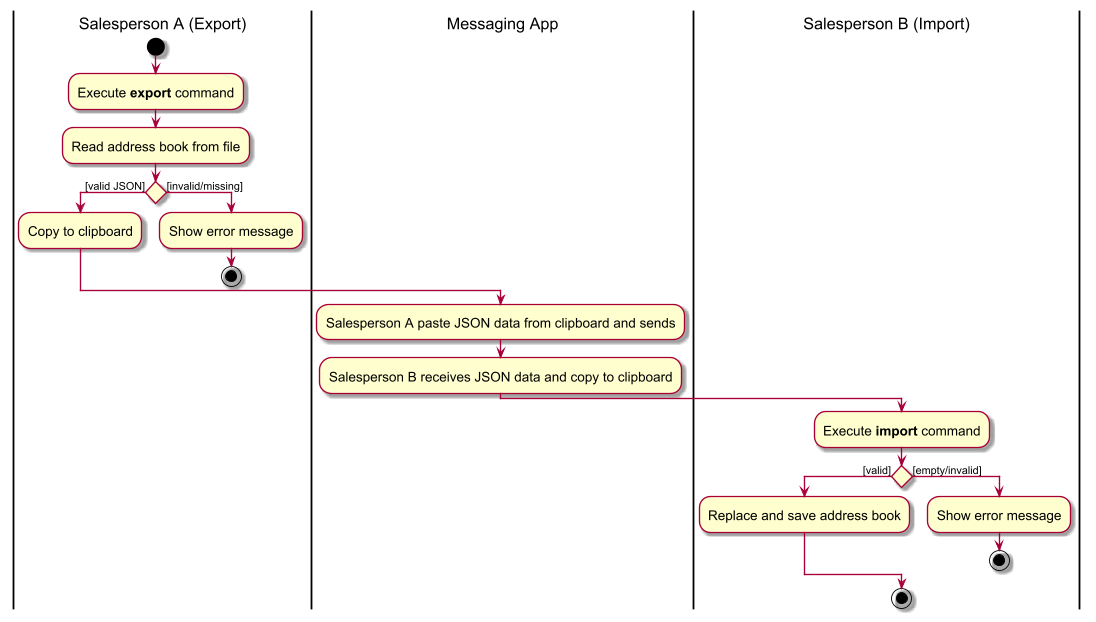 Salesperson A (Export)
Messaging App
Salesperson B (Import)
Execute export command
Read address book from file
[valid JSON]
[invalid/missing]
Copy to clipboard
Show error message
Salesperson A paste JSON data from clipboard and sends
Salesperson B receives JSON data and copy to clipboard
Execute import command
[valid]
[empty/invalid]
Replace and save address book
Show error message